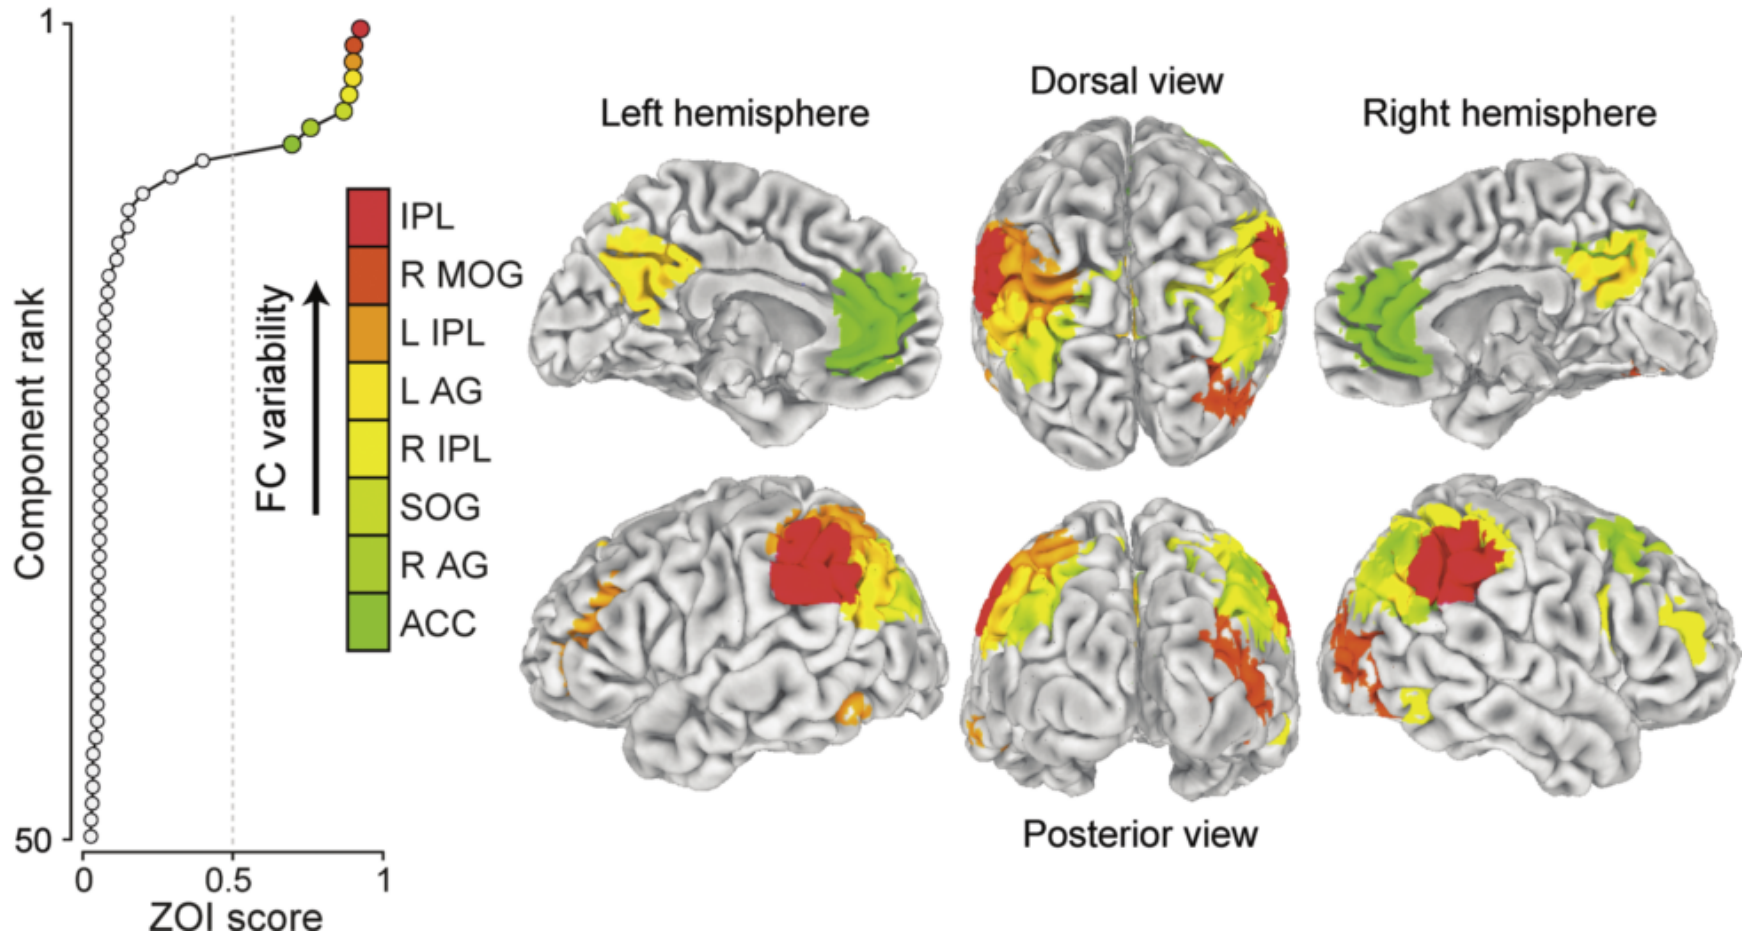 1
Component rank
50
0
0.5
1
ZOI score
FC variability
IPL
R MOG
L IPL
L AG
R IPL
SOG
R AG
ACC
Left hemisphere
Dorsal view
Right hemisphere
Posterior view